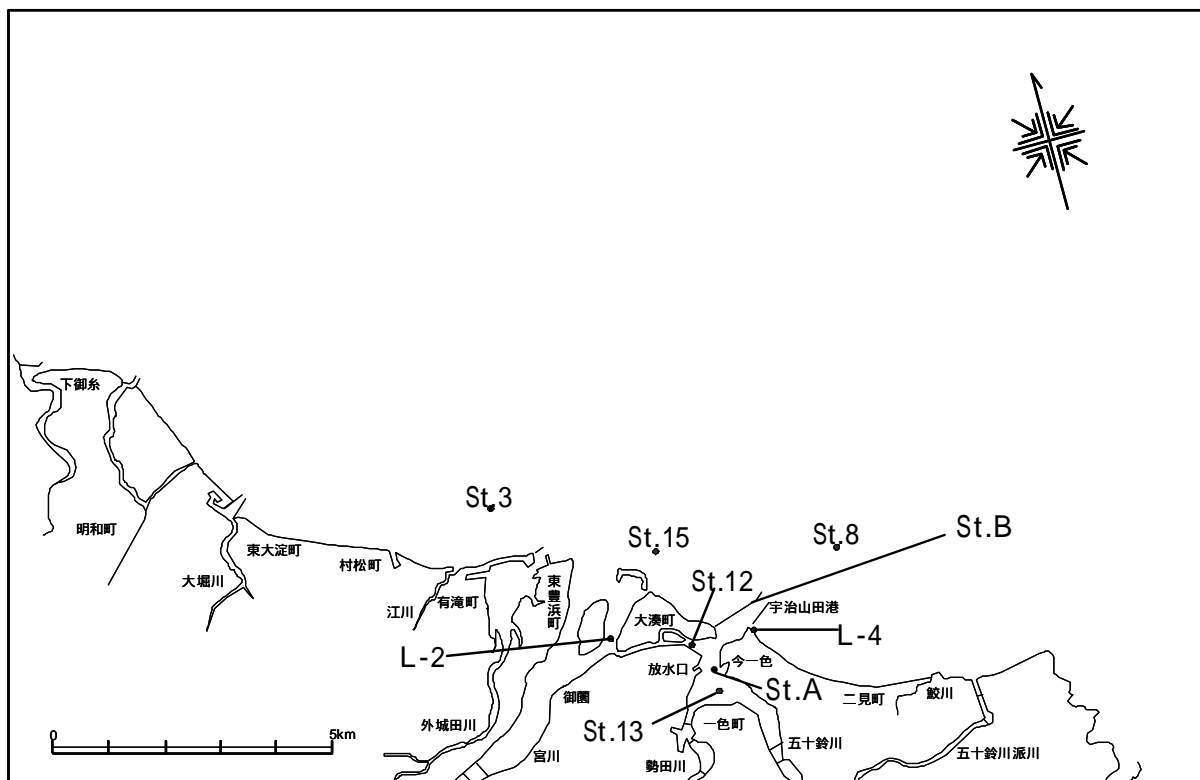 下御糸
明和町
大堀川
東大淀町
村松町
江川
有滝町
東豊浜町
St.3
St.15
St.8
St.B
St.12
大湊町
宇治山田港
L-2
L-4
放水口
今一色
St.A
御園
St.13
一色町
二見町
鮫川
外城田川
宮川
勢田川
五十鈴川
五十鈴川派川
0
5km